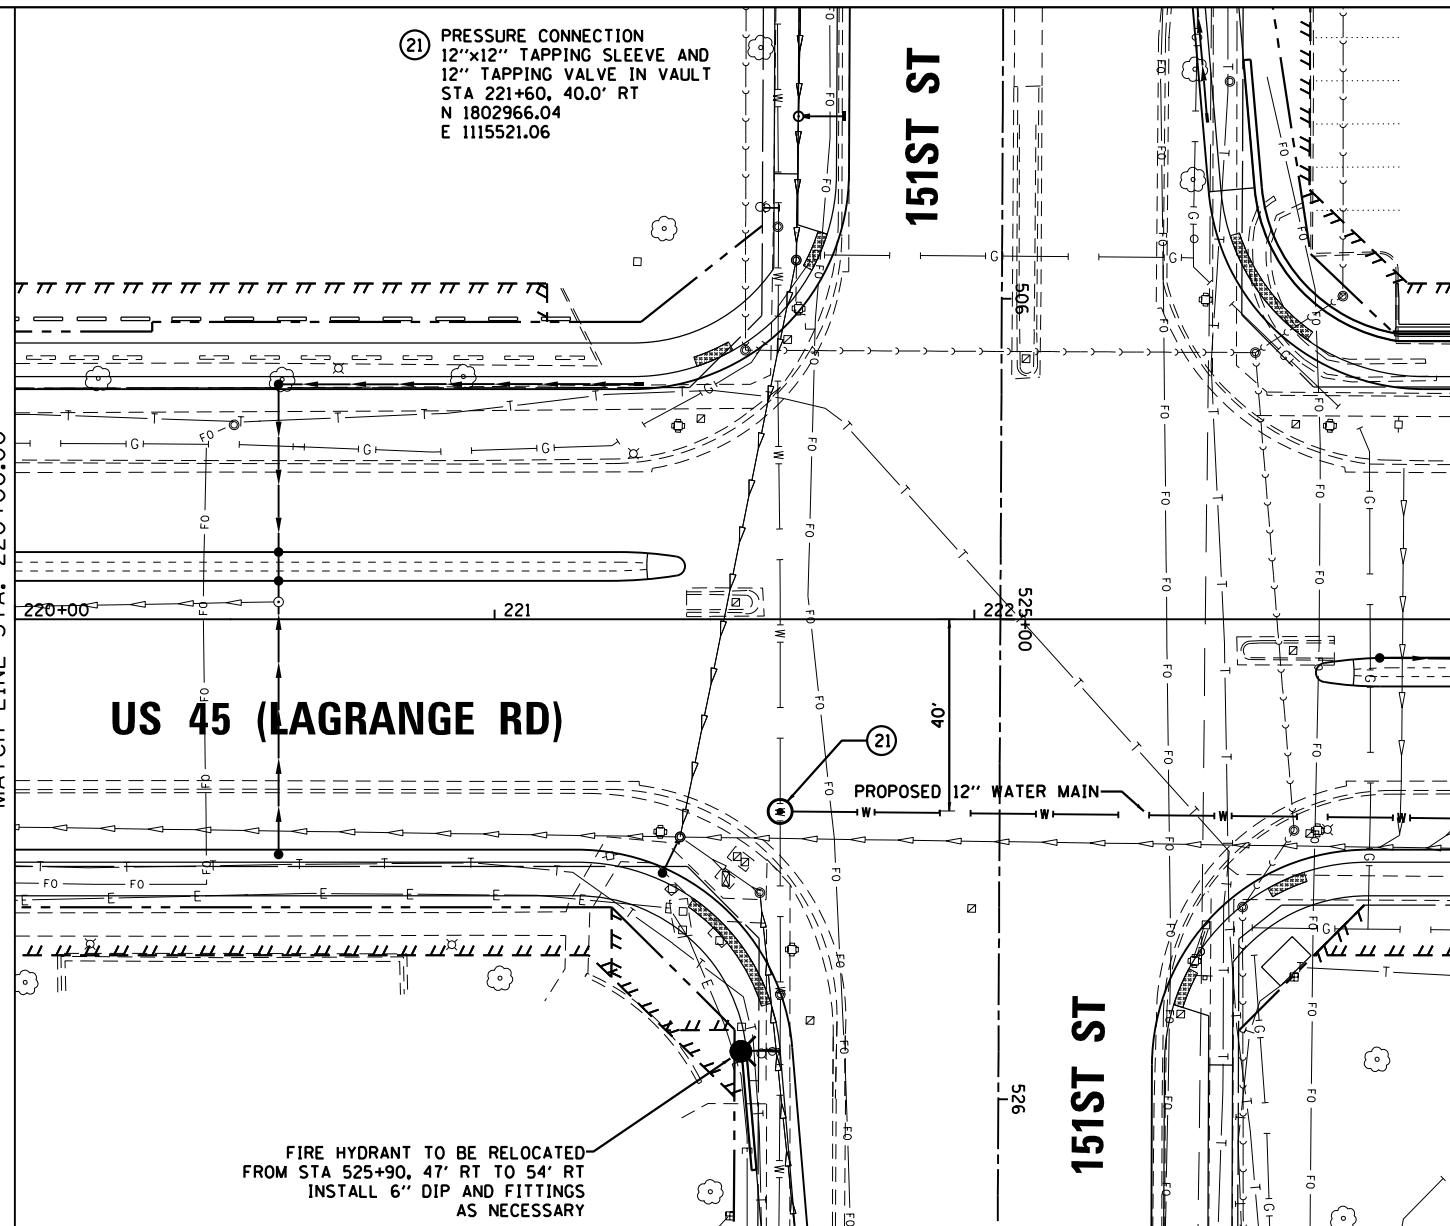 21
PRESSURE CONNECTION
12"x12" TAPPING SLEEVE AND
12" TAPPING VALVE IN VAULT
STA 221+60, 40.0' RT
N 1802966.04
E 1115521.06
151ST ST
506
220+00
221
222
525+00
US 45 (LAGRANGE RD)
40'
21
PROPOSED 12" WATER MAIN
151ST ST
526
FIRE HYDRANT TO BE RELOCATED
FROM STA 525+90, 47' RT TO 54' RT
INSTALL 6" DIP AND FITTINGS
AS NECESSARY